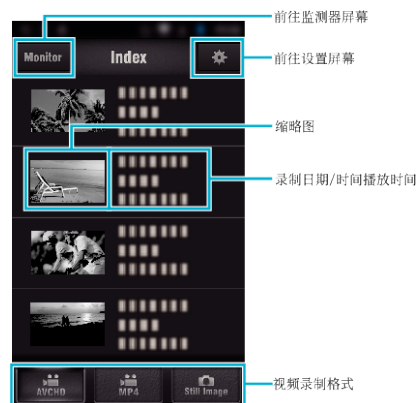 前往监测器屏幕
Monitor
Index
前往设置屏幕
缩略图
录制日期/时间播放时间
视频录制格式
AVCHD
MP4
Still Image